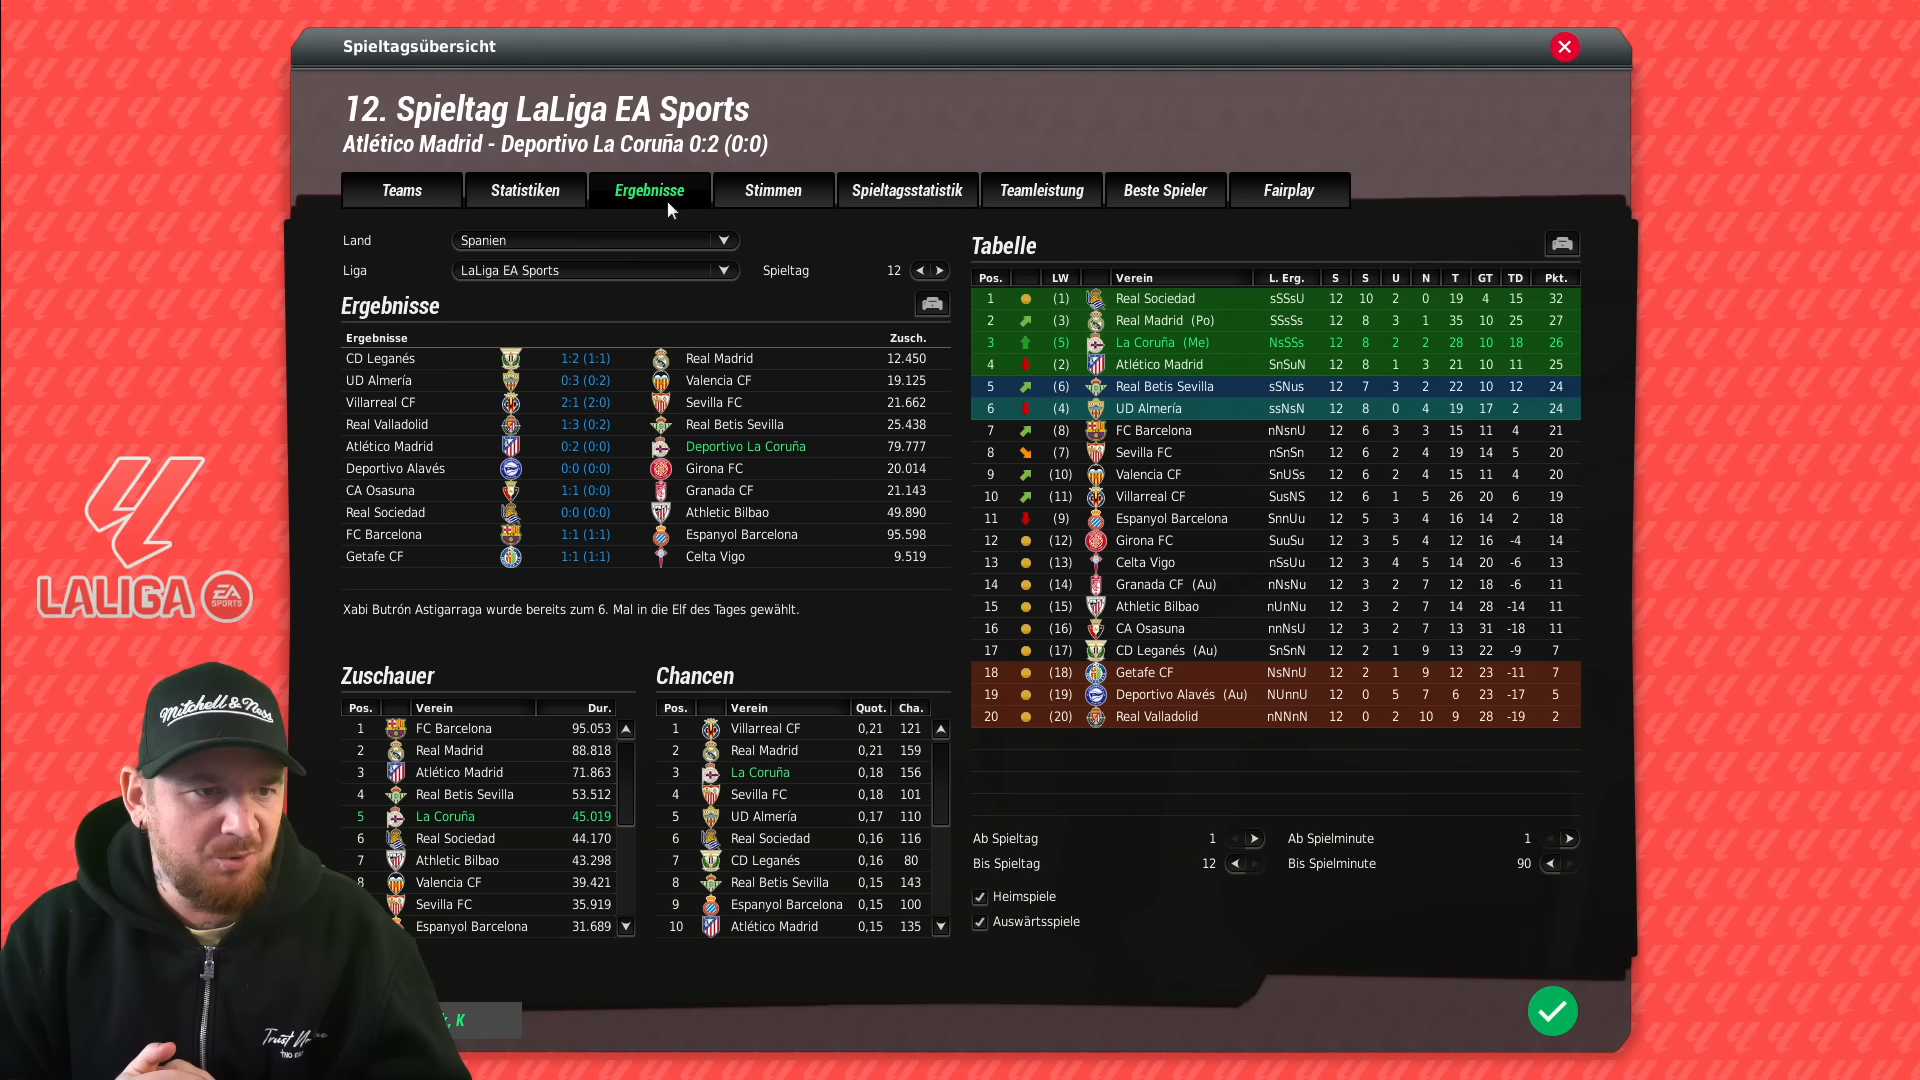 Spieltagsübersicht
12. Spieltag LaLiga EA Sports
Atlético Madrid - Deportivo La Coruña 0:2 (0:0)
Teams Statistiken Ergebnisse Stimmen Spieltagsstatistik Teamleistung Beste Spieler Fairplay
Land Spanien
Liga LaLiga EA Sports Spieltag 12
Ergebnisse
Ergebnisse Zusch.
CD Leganés 1:2 (1:1) Real Madrid 12.450
UD Almería 0:3 (0:2) Valencia CF 19.125
Villarreal CF 2:1 (2:0) Sevilla FC 21.662
Real Valladolid 1:3 (0:2) Real Betis Sevilla 25.438
Atlético Madrid 0:2 (0:0) Deportivo La Coruña 79.777
Deportivo Alavés 0:0 (0:0) Girona FC 20.014
CA Osasuna 1:1 (0:0) Granada CF 21.143
Real Sociedad 0:0 (0:0) Athletic Bilbao 49.890
FC Barcelona 1:1 (1:1) Espanyol Barcelona 95.598
Getafe CF 1:1 (1:1) Celta Vigo 9.519
Xabi Butrón Astigarraga wurde bereits zum 6. Mal in die Elf des Tages gewählt.
Zuschauer
Pos. Verein Dur.
1 FC Barcelona 95.053
2 Real Madrid 88.818
3 Atlético Madrid 71.863
4 Real Betis Sevilla 53.512
5 La Coruña 45.019
6 Real Sociedad 44.170
7 Athletic Bilbao 43.298
8 Valencia CF 39.421
Sevilla FC 35.919
Espanyol Barcelona 31.689
Chancen
Pos. Verein Quot. Cha.
1 Villarreal CF 0,21 121
2 Real Madrid 0,21 159
3 La Coruña 0,18 156
4 Sevilla FC 0,18 101
5 UD Almería 0,17 110
6 Real Sociedad 0,16 116
7 CD Leganés 0,16 80
8 Real Betis Sevilla 0,15 143
9 Espanyol Barcelona 0,15 100
10 Atlético Madrid 0,15 135
Tabelle
Pos. LW Verein L. Erg. S S U N T GT TD Pkt.
1 (1) Real Sociedad sSSsU 12 10 2 0 19 4 15 32
2 (3) Real Madrid (Po) SSsSs 12 8 3 1 35 10 25 27
3 (5) La Coruña (Me) NsSSs 12 8 2 2 28 10 18 26
4 (2) Atlético Madrid SnSuN 12 8 1 3 21 10 11 25
5 (6) Real Betis Sevilla sSNus 12 7 3 2 22 10 12 24
6 (4) UD Almería ssNsN 12 8 0 4 19 17 2 24
7 (8) FC Barcelona nNsnU 12 6 3 3 15 11 4 21
8 (7) Sevilla FC nSnSn 12 6 2 4 19 14 5 20
9 (10) Valencia CF SnUSs 12 6 2 4 15 11 4 20
10 (11) Villarreal CF SusNS 12 6 1 5 26 20 6 19
11 (9) Espanyol Barcelona SnnUu 12 5 3 4 16 14 2 18
12 (12) Girona FC SuuSu 12 3 5 4 12 16 -4 14
13 (13) Celta Vigo nSsUu 12 3 4 5 14 20 -6 13
14 (14) Granada CF (Au) nNsNu 12 3 2 7 12 18 -6 11
15 (15) Athletic Bilbao nUnNu 12 3 2 7 14 28 -14 11
16 (16) CA Osasuna nnNsU 12 3 2 7 13 31 -18 11
17 (17) CD Leganés (Au) SnSnN 12 2 1 9 13 22 -9 7
18 (18) Getafe CF NsNnU 12 2 1 9 12 23 -11 7
19 (19) Deportivo Alavés (Au) NUnnU 12 0 5 7 6 23 -17 5
20 (20) Real Valladolid nNNnN 12 0 2 10 9 28 -19 2
Ab Spieltag 1 Ab Spielminute 1
Bis Spieltag 12 Bis Spielminute 90
Heimspiele
Auswärtsspiele
LALIGA EA SPORTS
Mitchell & Ness
Trust
, K